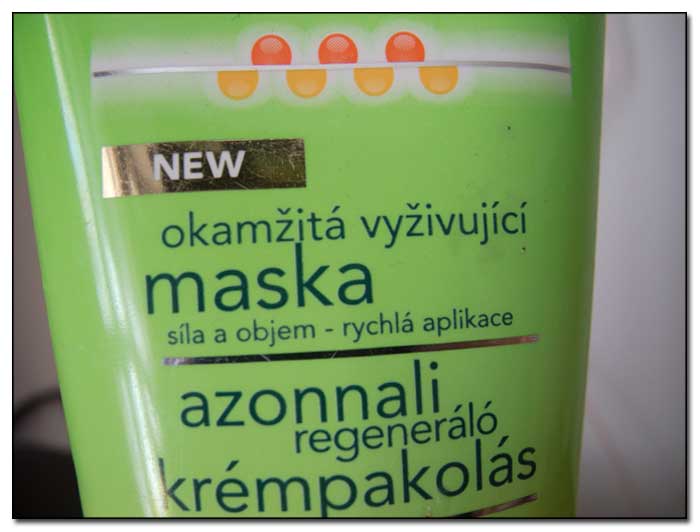 NEW
okamžitá vyživující
maska
síla a objem - rychlá aplikace
azonnali
regeneráló
krémpakolás